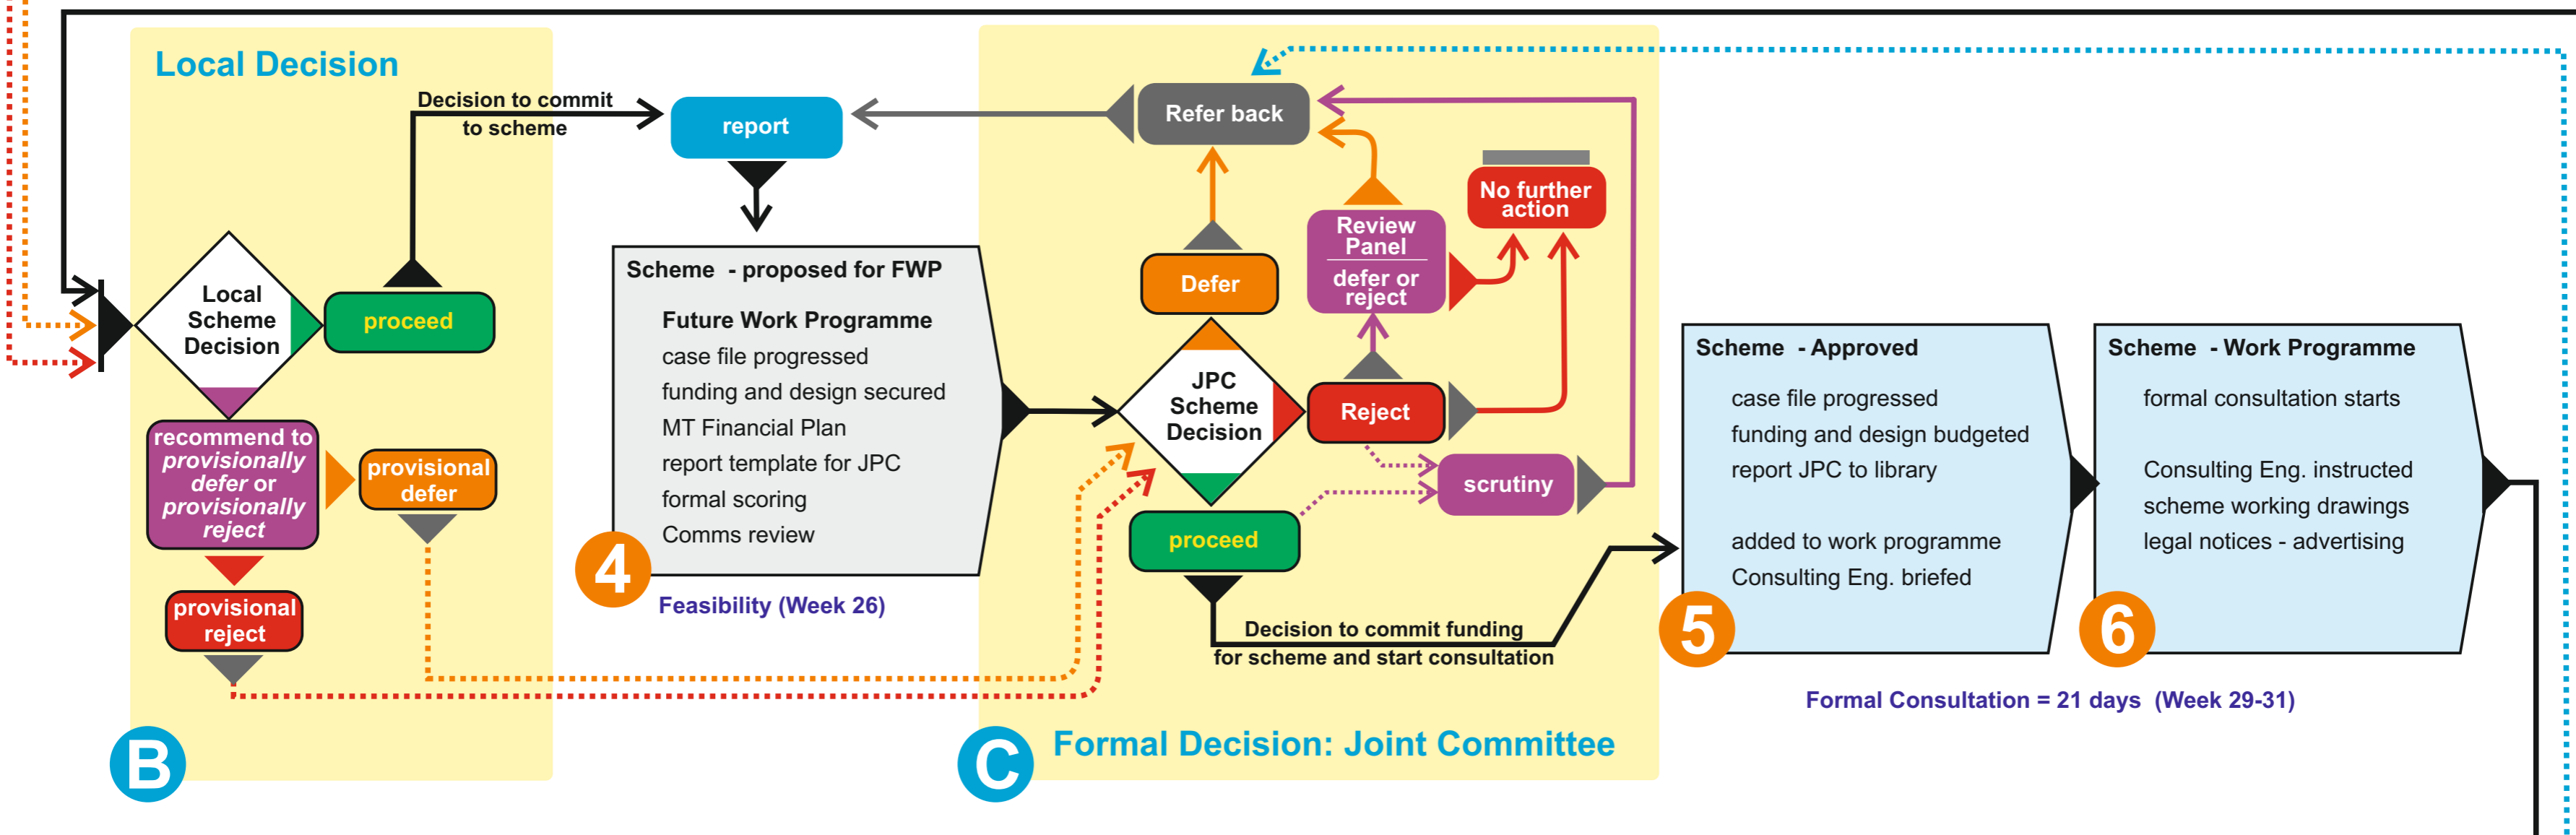 Local Decision
Decision to commit
to scheme
report
Local
Scheme
Decision
proceed
recommend to
provisionally
defer or
provisionally
reject
provisional
defer
provisional
reject
B
Scheme - proposed for FWP
Future Work Programme
case file progressed
funding and design secured
MT Financial Plan
report template for JPC
formal scoring
Comms review
4
Feasibility (Week 26)
Refer back
Defer
Review
Panel
defer or
reject
No further
action
JPC
Scheme
Decision
Reject
scrutiny
proceed
Decision to commit funding
for scheme and start consultation
C
Formal Decision: Joint Committee
Scheme - Approved
case file progressed
funding and design budgeted
report JPC to library
added to work programme
Consulting Eng. briefed
5
Scheme - Work Programme
formal consultation starts
Consulting Eng. instructed
scheme working drawings
legal notices - advertising
6
Formal Consultation = 21 days (Week 29-31)